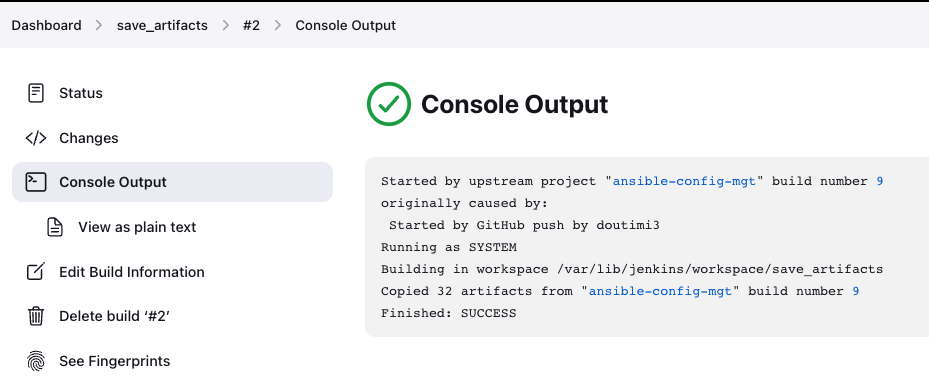 Dashboard > save_artifacts > #2 > Console Output
Status
Changes
Console Output
View as plain text
Edit Build Information
Delete build ‘#2’
See Fingerprints
Console Output
Started by upstream project "ansible-config-mgt" build number 9
originally caused by:
 Started by GitHub push by doutimi3
Running as SYSTEM
Building in workspace /var/lib/jenkins/workspace/save_artifacts
Copied 32 artifacts from "ansible-config-mgt" build number 9
Finished: SUCCESS